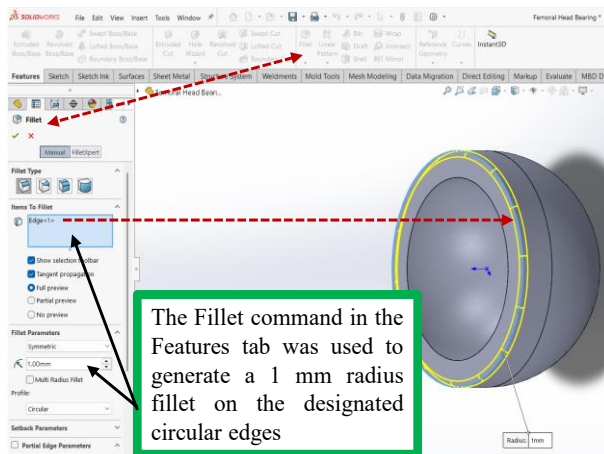 SOLIDWORKS File Edit View Insert Tools Window Femoral Head Bearing *
Extruded Boss/Base Revolved Boss/Base Swept Boss/Base Lofted Boss/Base Boundary Boss/Base Extruded Cut Hole Wizard Revolved Cut Swept Cut Lofted Cut Boundary Cut Fillet Linear Pattern Rib Draft Shell Wrap Intersect Mirror Reference Geometry Curves Instant3D
Features Sketch Sketch Ink Surfaces Sheet Metal Structure System Weldments Mold Tools Mesh Modeling Data Migration Direct Editing Markup Evaluate MBD D
Femoral Head Bean...
Fillet
Manual FilletXpert
Fillet Type
Items To Fillet
Edge<1>
Show selection toolbar
Tangent propagation
Full preview
Partial preview
No preview
Fillet Parameters
Symmetric
1.00mm
Multi Radius Fillet
Profile:
Circular
Setback Parameters
Partial Edge Parameters
The Fillet command in the
Features tab was used to
generate a 1 mm radius
fillet on the designated
circular edges
Radius: 1mm